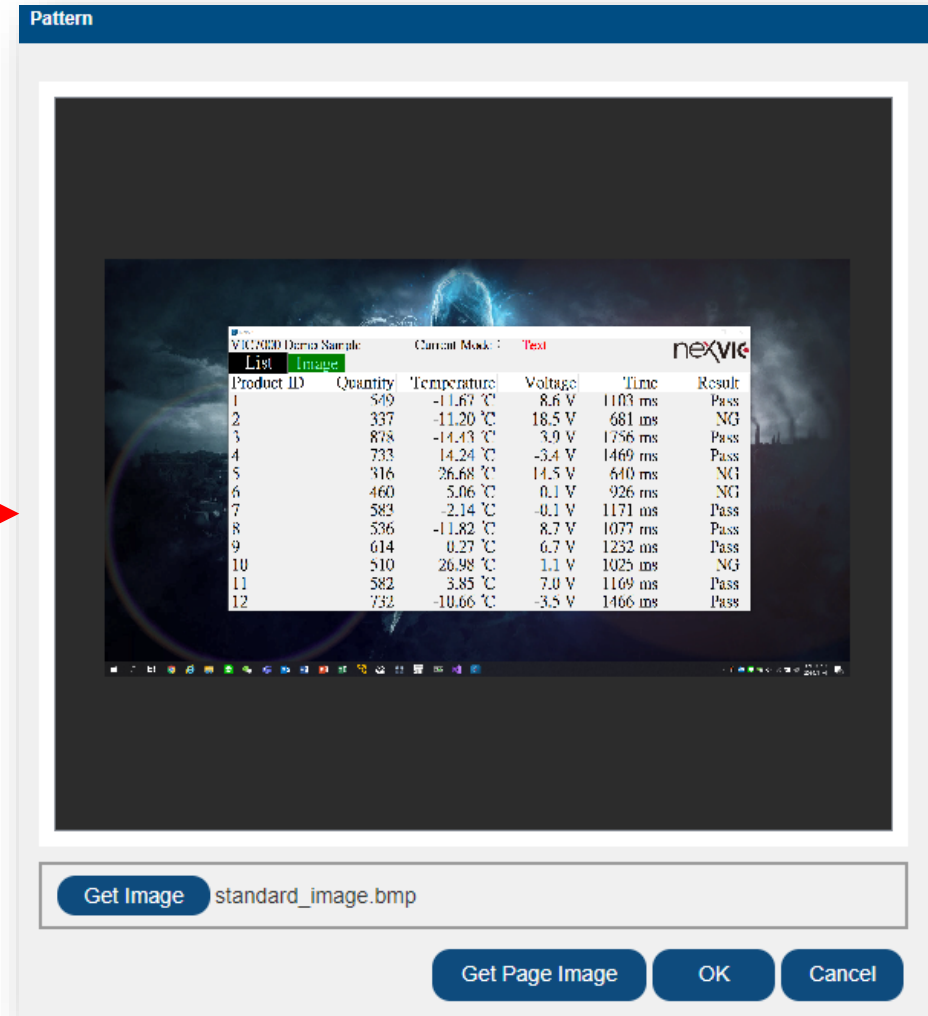 Pattern
VIC7000 Demo Sample Current Mode : Text nexvic
List Image
Product ID Quantity Temperature Voltage Time Result
1 549 -11.67 ℃ 8.6 V 1103 ms Pass
2 337 -11.20 ℃ 18.5 V 681 ms NG
3 878 -14.43 ℃ 3.9 V 1756 ms Pass
4 733 14.24 ℃ -3.4 V 1469 ms Pass
5 316 26.68 ℃ 14.5 V 640 ms NG
6 460 5.06 ℃ 0.1 V 926 ms NG
7 583 -2.14 ℃ -0.1 V 1171 ms Pass
8 536 -11.82 ℃ 8.7 V 1077 ms Pass
9 614 0.27 ℃ 6.7 V 1232 ms Pass
10 510 26.98 ℃ 1.1 V 1025 ms NG
11 582 3.85 ℃ 7.0 V 1169 ms Pass
12 732 -10.66 ℃ -3.5 V 1466 ms Pass
Get Image standard_image.bmp
Get Page Image OK Cancel